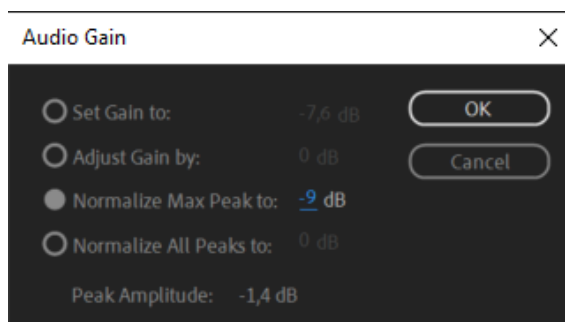 Audio Gain
Set Gain to: -7,6 dB OK
Adjust Gain by: 0 dB Cancel
Normalize Max Peak to: -9 dB
Normalize All Peaks to: 0 dB
Peak Amplitude: -1,4 dB